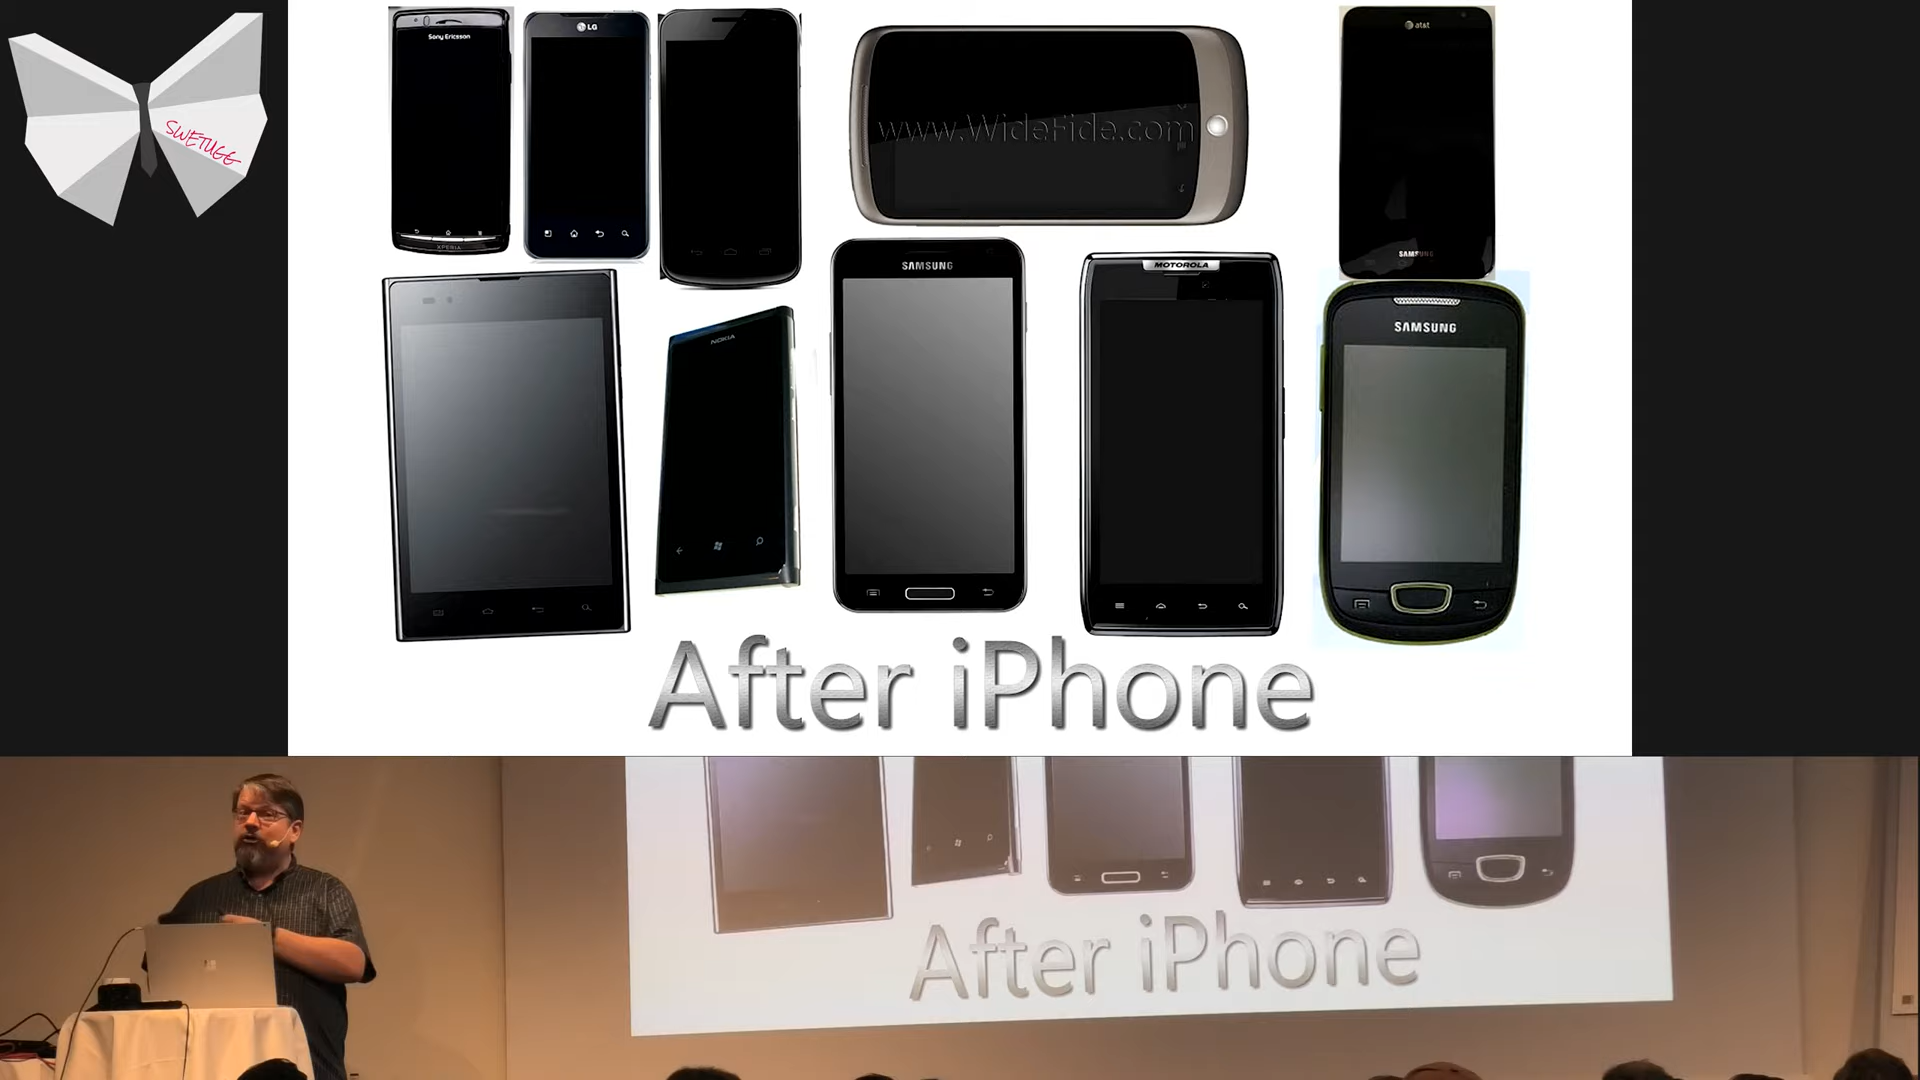 SWETUGG
Sony Ericsson
XPERIA
LG
www.WideFide.com
at&t
SAMSUNG
NOKIA
SAMSUNG
MOTOROLA
SAMSUNG
After iPhone
After iPhone